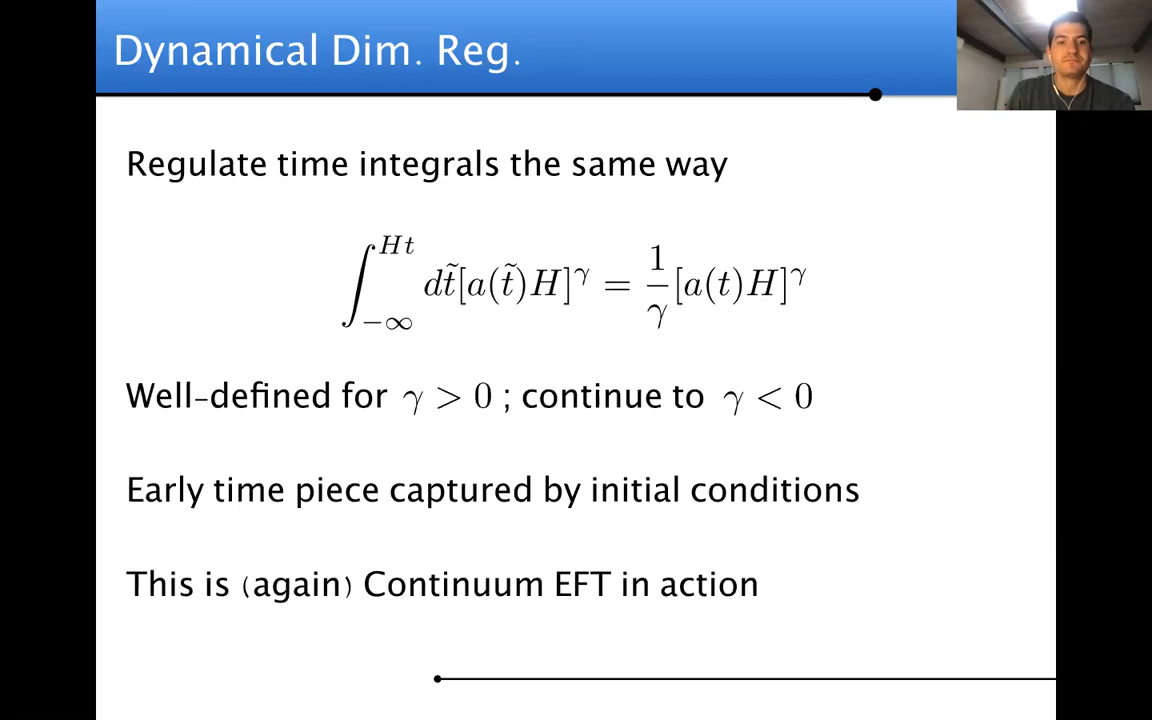 Dynamical Dim. Reg.
Regulate time integrals the same way
∫_{-∞}^{Ht} dt̃[a(t̃)H]^γ = 1/γ [a(t)H]^γ
Well-defined for γ > 0 ; continue to γ < 0
Early time piece captured by initial conditions
This is (again) Continuum EFT in action